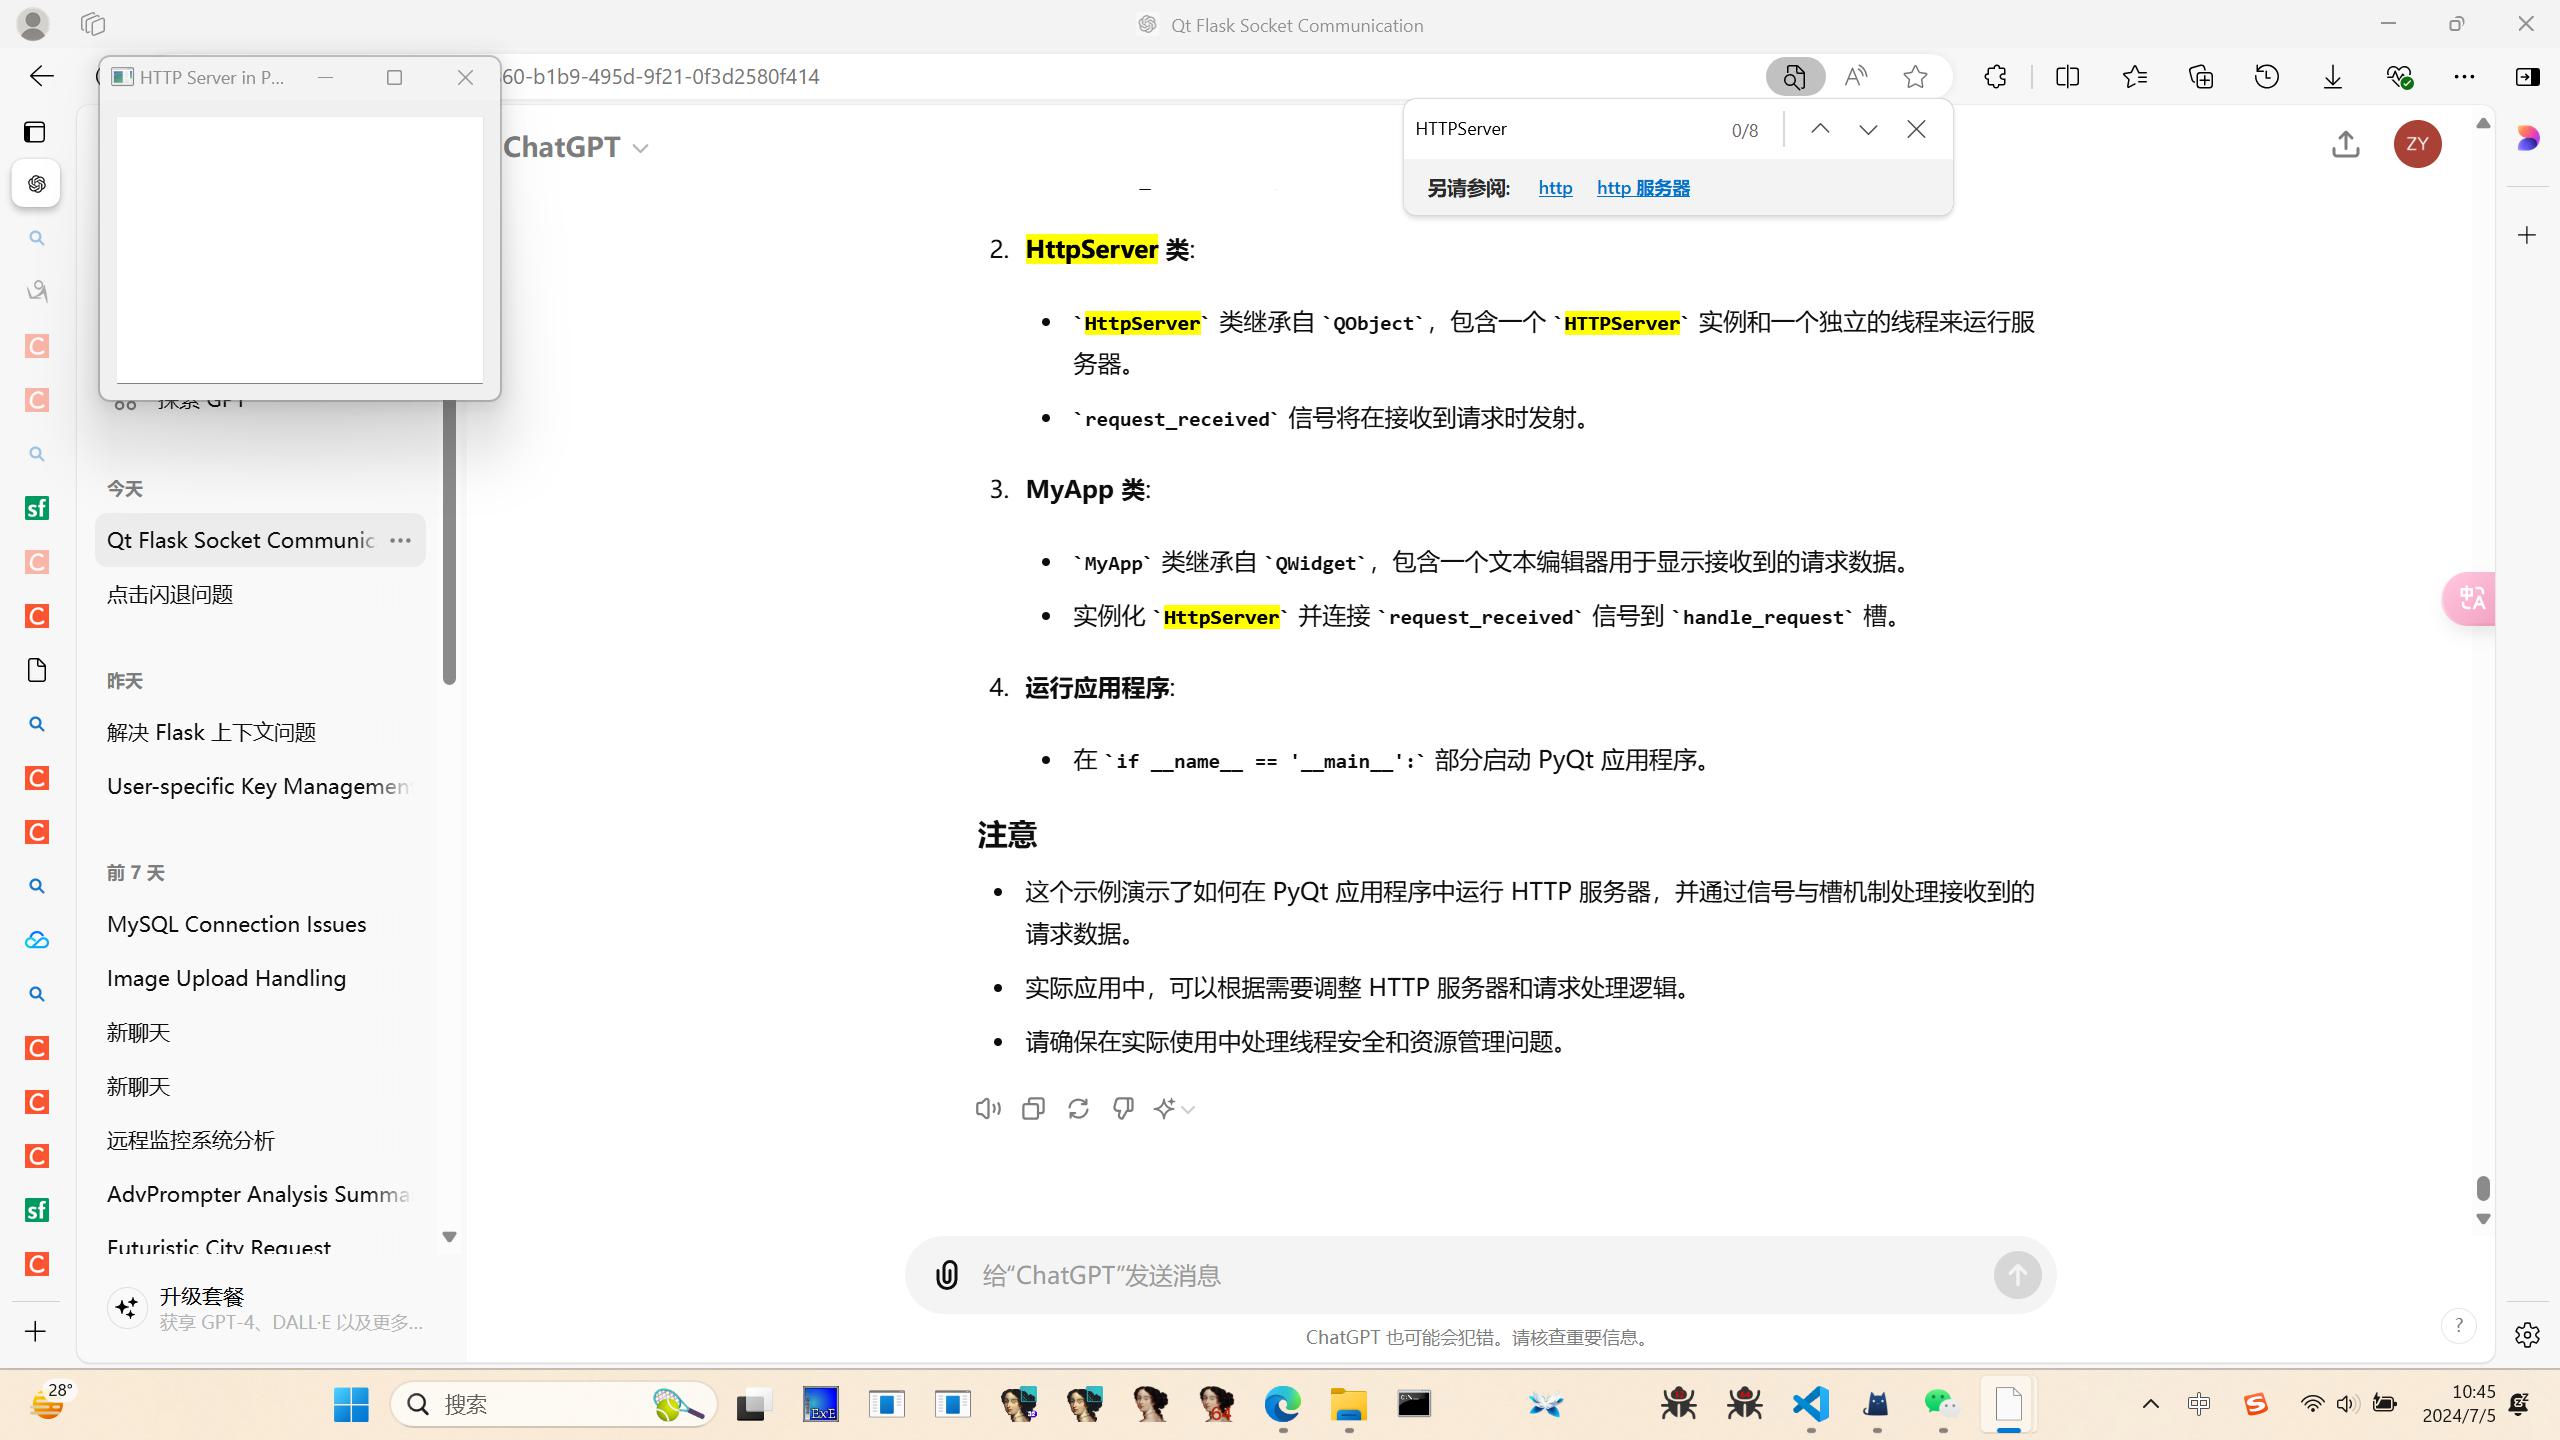 Qt Flask Socket Communication
HTTP Server in P...
60-b1b9-495d-9f21-0f3d2580f414
HTTPServer
0/8
另请参阅:
http
http 服务器
ChatGPT
ZY
探索 GPT
今天
Qt Flask Socket Communic
点击闪退问题
昨天
解决 Flask 上下文问题
User-specific Key Managemen
前 7 天
MySQL Connection Issues
Image Upload Handling
新聊天
新聊天
远程监控系统分析
AdvPrompter Analysis Summa
Futuristic City Request
升级套餐
获享 GPT-4、DALL·E 以及更多...
2. HttpServer 类:
• `HttpServer` 类继承自 `QObject`，包含一个 `HTTPServer` 实例和一个独立的线程来运行服
务器。
• `request_received` 信号将在接收到请求时发射。
3. MyApp 类:
• `MyApp` 类继承自 `QWidget`，包含一个文本编辑器用于显示接收到的请求数据。
• 实例化 `HttpServer` 并连接 `request_received` 信号到 `handle_request` 槽。
4. 运行应用程序:
• 在 `if __name__ == '__main__':` 部分启动 PyQt 应用程序。
注意
• 这个示例演示了如何在 PyQt 应用程序中运行 HTTP 服务器，并通过信号与槽机制处理接收到的
请求数据。
• 实际应用中，可以根据需要调整 HTTP 服务器和请求处理逻辑。
• 请确保在实际使用中处理线程安全和资源管理问题。
给“ChatGPT”发送消息
ChatGPT 也可能会犯错。请核查重要信息。
?
中A
28°
搜索
ExE
32
64
64
中
10:45
2024/7/5